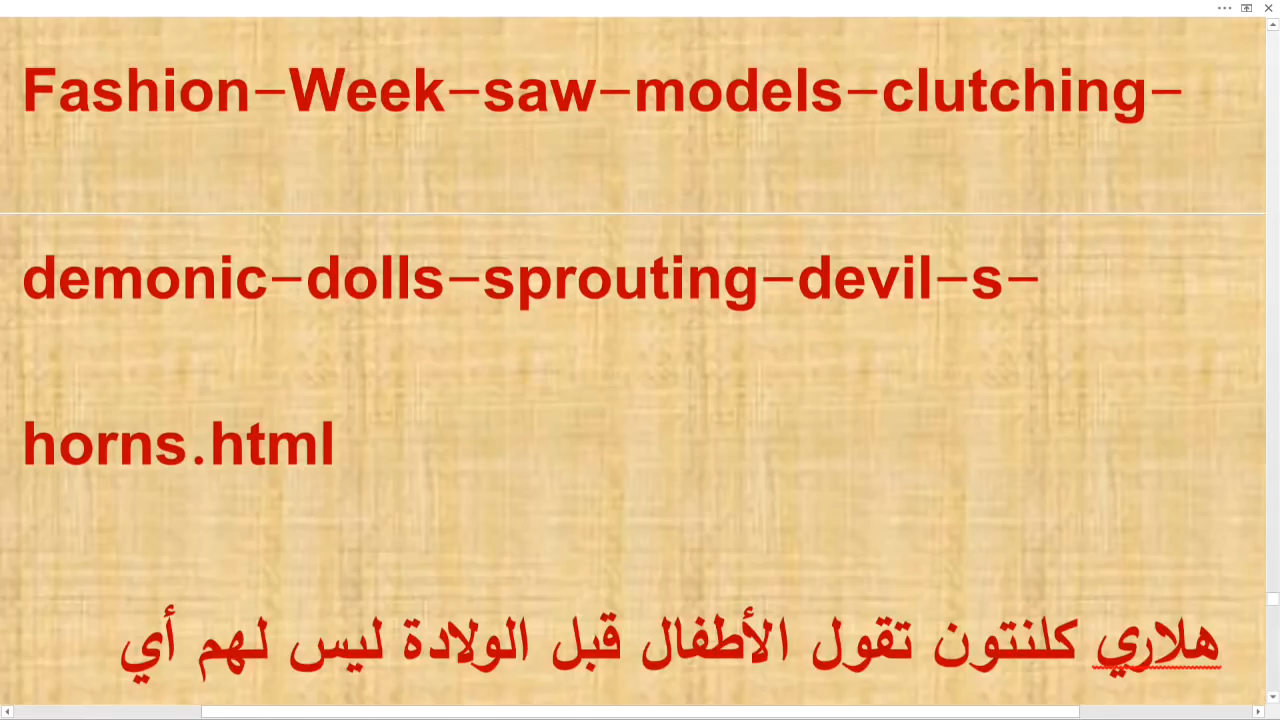 Fashion-Week-saw-models-clutching-
demonic-dolls-sprouting-devil-s-
horns.html
هلاري كلنتون تقول الأطفال قبل الولادة ليس لهم أي